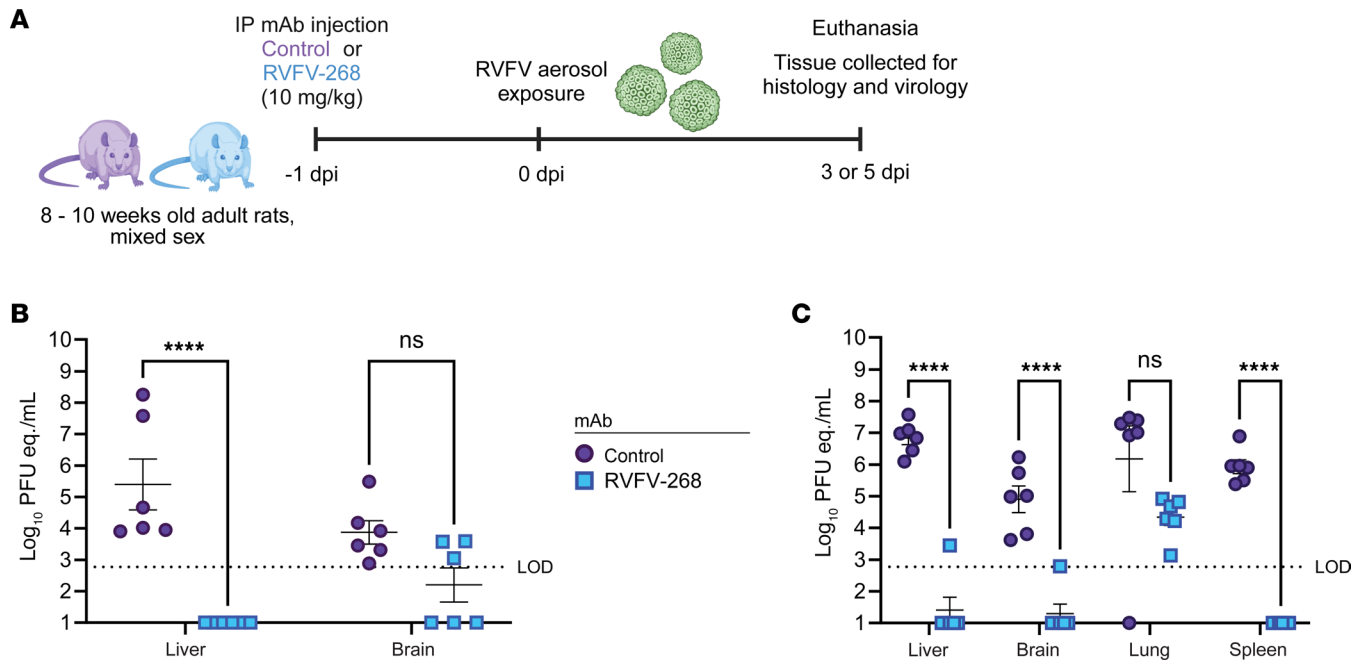 A
IP mAb injection
Control or
RVFV-268
(10 mg/kg)
RVFV aerosol
exposure
Euthanasia
Tissue collected for
histology and virology
-1 dpi
0 dpi
3 or 5 dpi
8 - 10 weeks old adult rats,
mixed sex
B
Log10 PFU eq./mL
10
9
8
7
6
5
4
3
2
1
****
ns
LOD
Liver
Brain
mAb
Control
RVFV-268
C
Log10 PFU eq./mL
10
9
8
7
6
5
4
3
2
1
****
****
ns
****
LOD
Liver
Brain
Lung
Spleen